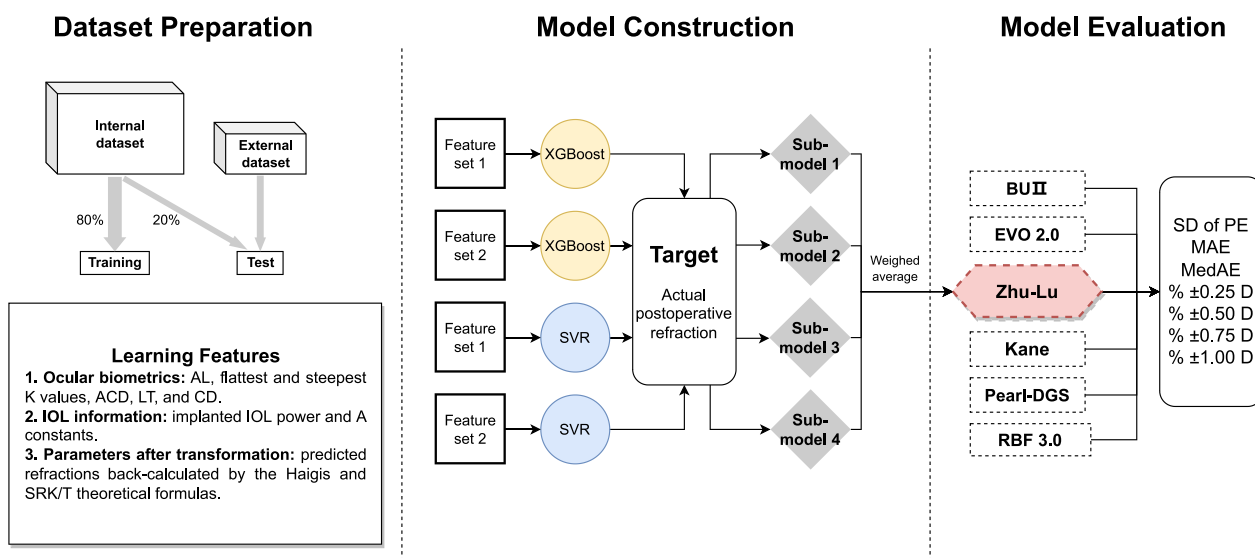 Dataset Preparation
Internal
dataset
External
dataset
80%
20%
Training
Test
Learning Features
1. Ocular biometrics: AL, flattest and steepest
K values, ACD, LT, and CD.
2. IOL information: implanted IOL power and A
constants.
3. Parameters after transformation: predicted
refractions back-calculated by the Haigis and
SRK/T theoretical formulas.
Model Construction
Feature
set 1
XGBoost
Feature
set 2
XGBoost
Feature
set 1
SVR
Feature
set 2
SVR
Target
Actual
postoperative
refraction
Sub-
model 1
Sub-
model 2
Sub-
model 3
Sub-
model 4
Weighed
average
Model Evaluation
BUⅡ
EVO 2.0
Zhu-Lu
Kane
Pearl-DGS
RBF 3.0
SD of PE
MAE
MedAE
% ±0.25 D
% ±0.50 D
% ±0.75 D
% ±1.00 D